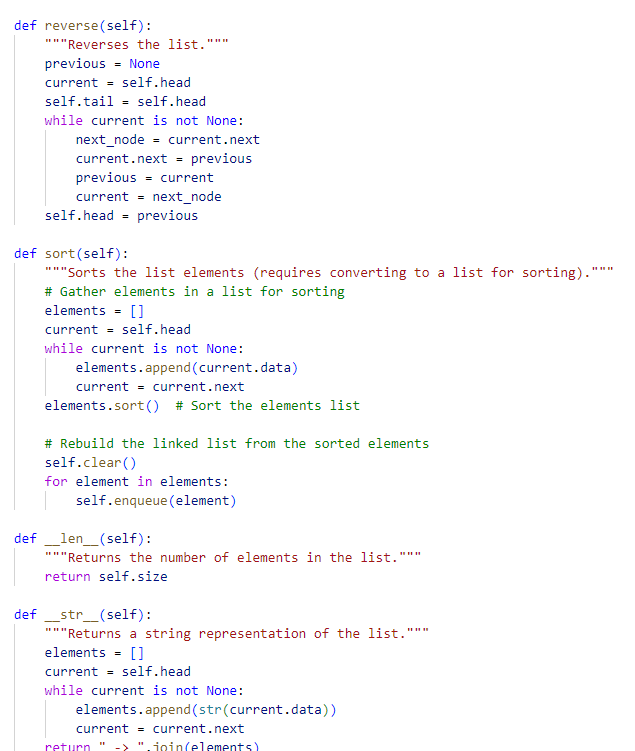 def reverse(self):
    """Reverses the list."""
    previous = None
    current = self.head
    self.tail = self.head
    while current is not None:
        next_node = current.next
        current.next = previous
        previous = current
        current = next_node
    self.head = previous

def sort(self):
    """Sorts the list elements (requires converting to a list for sorting)."""
    # Gather elements in a list for sorting
    elements = []
    current = self.head
    while current is not None:
        elements.append(current.data)
        current = current.next
    elements.sort()  # Sort the elements list

    # Rebuild the linked list from the sorted elements
    self.clear()
    for element in elements:
        self.enqueue(element)

def __len__(self):
    """Returns the number of elements in the list."""
    return self.size

def __str__(self):
    """Returns a string representation of the list."""
    elements = []
    current = self.head
    while current is not None:
        elements.append(str(current.data))
        current = current.next
    return " -> ".join(elements)